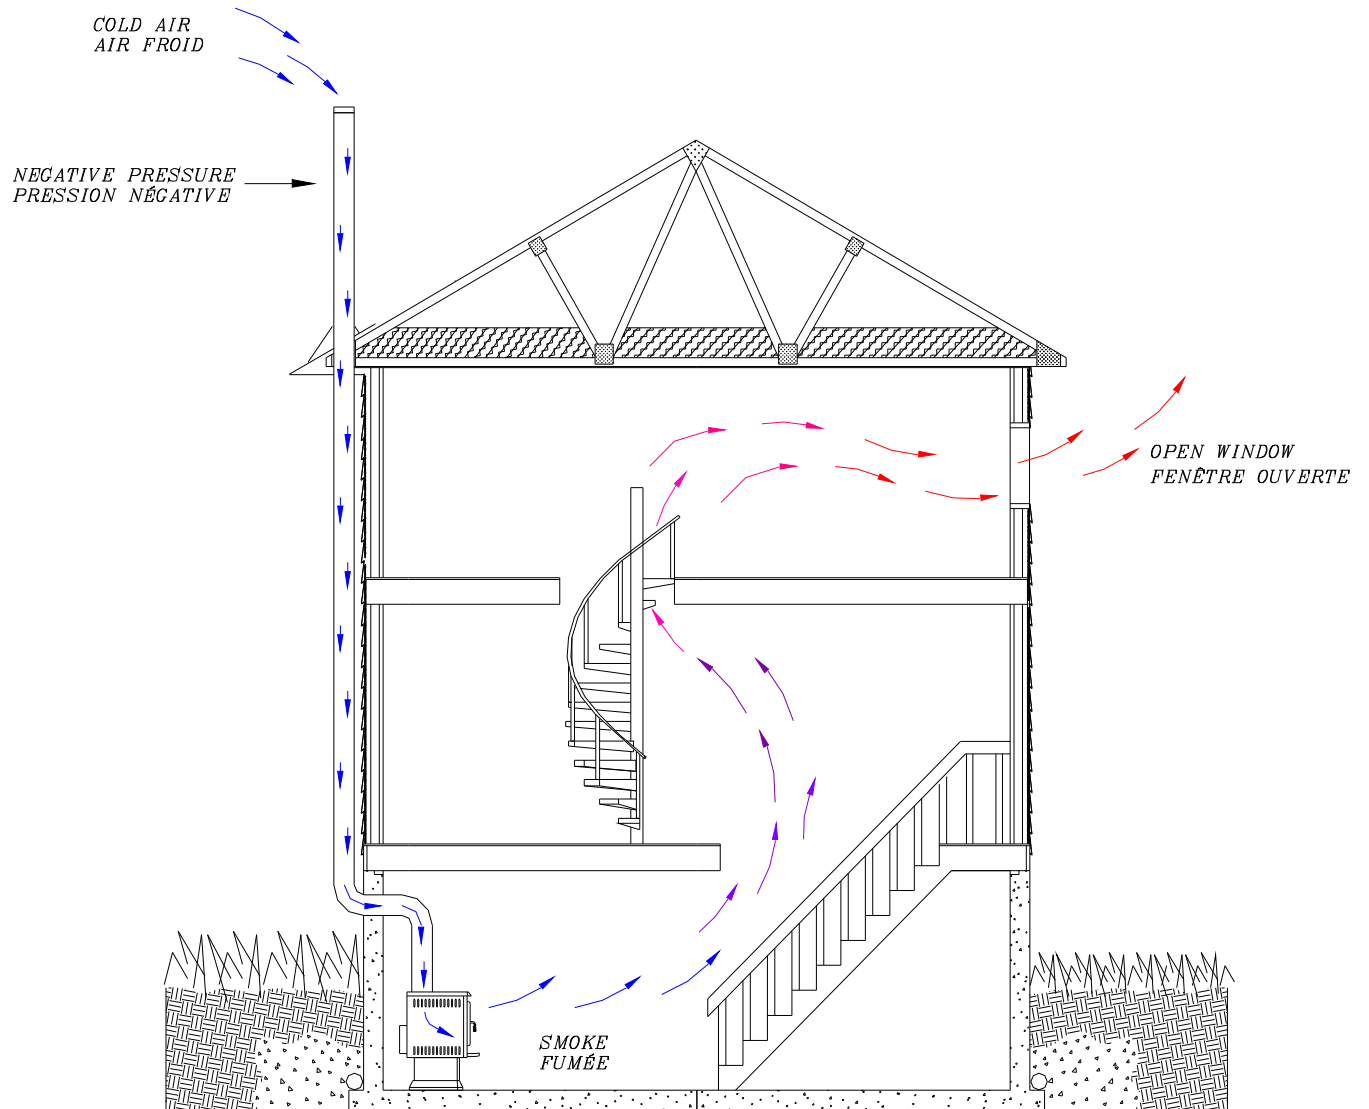 COLD AIR
AIR FROID
NEGATIVE PRESSURE
PRESSION NÉGATIVE
OPEN WINDOW
FENÊTRE OUVERTE
SMOKE
FUMÉE